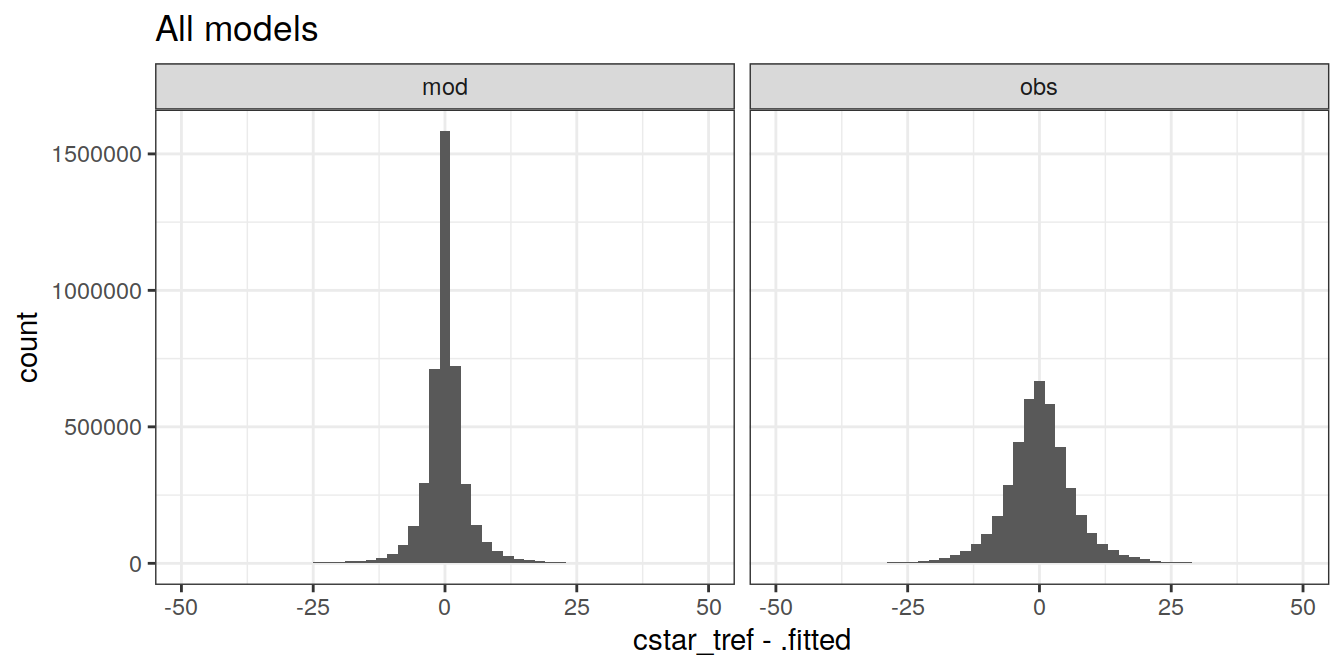 All models
mod
obs
1500000
1000000
500000
0
count
-50 -25 0 25 50
-50 -25 0 25 50
cstar_tref - .fitted